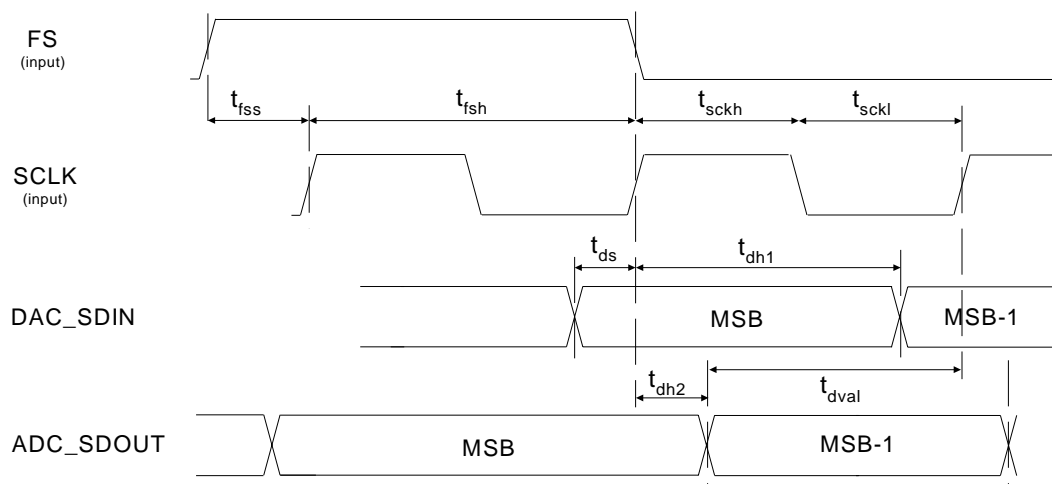 FS
(input)
tfss
tfsh
tsckh
tsckl
SCLK
(input)
tds
tdh1
DAC_SDIN
MSB
MSB-1
tdh2
tdval
ADC_SDOUT
MSB
MSB-1